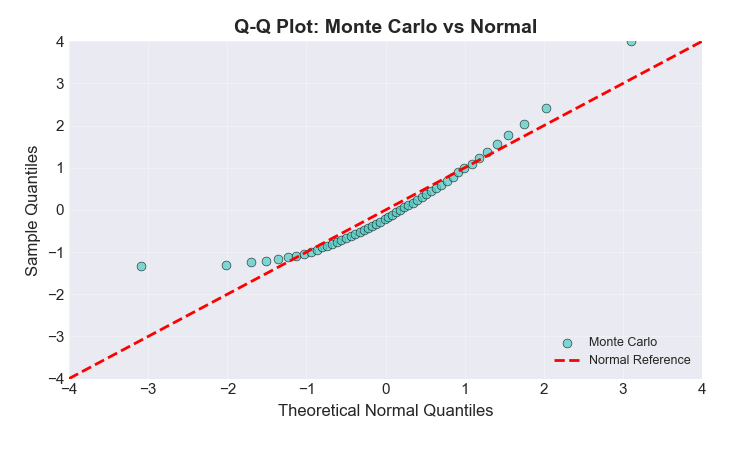 Q-Q Plot: Monte Carlo vs Normal
4
3
2
1
0
−1
−2
−3
−4
Sample Quantiles
−4 −3 −2 −1 0 1 2 3 4
Theoretical Normal Quantiles
Monte Carlo
Normal Reference